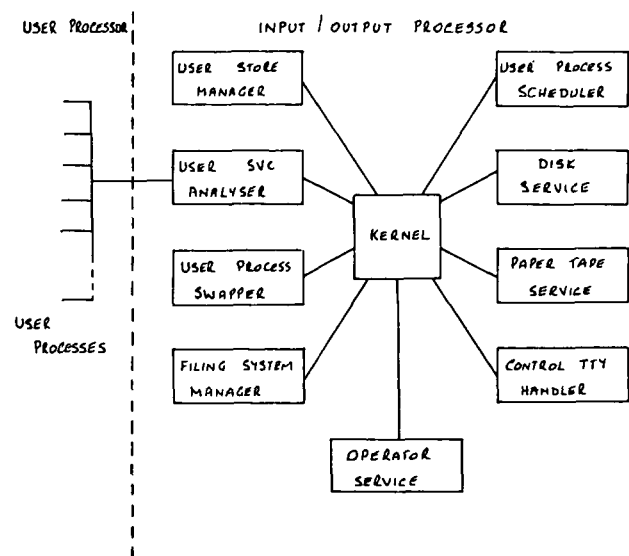 USER PROCESSOR
INPUT / OUTPUT PROCESSOR
USER STORE
MANAGER
USER PROCESS
SCHEDULER
USER SVC
ANALYSER
DISK
SERVICE
KERNEL
USER PROCESS
SWAPPER
PAPER TAPE
SERVICE
USER
PROCESSES
FILING SYSTEM
MANAGER
CONTROL TTY
HANDLER
OPERATOR
SERVICE